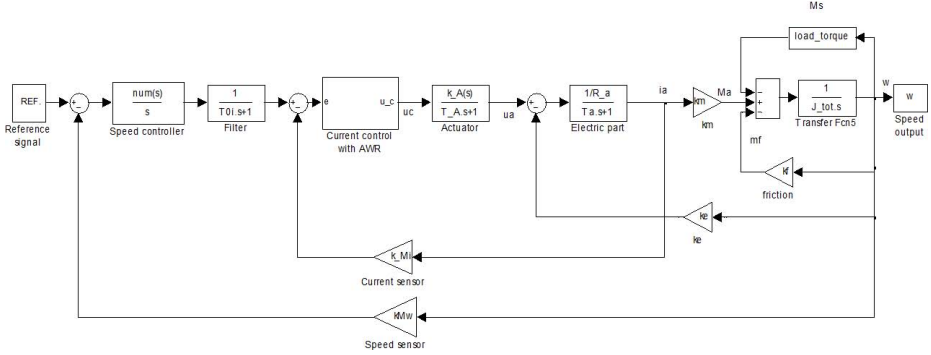 Ms
load_torque
w
REF.
Reference
signal
num(s)
s
Speed controller
1
T0i.s+1
Filter
e
u_c
Current control
with AWR
uc
k_A(s)
T_A.s+1
Actuator
ua
1/R_a
Ta.s+1
Electric part
ia
km
km
Ma
mf
1
J_tot.s
Transfer Fcn5
w
Speed
output
kf
friction
ke
ke
k_Mi
Current sensor
kMw
Speed sensor